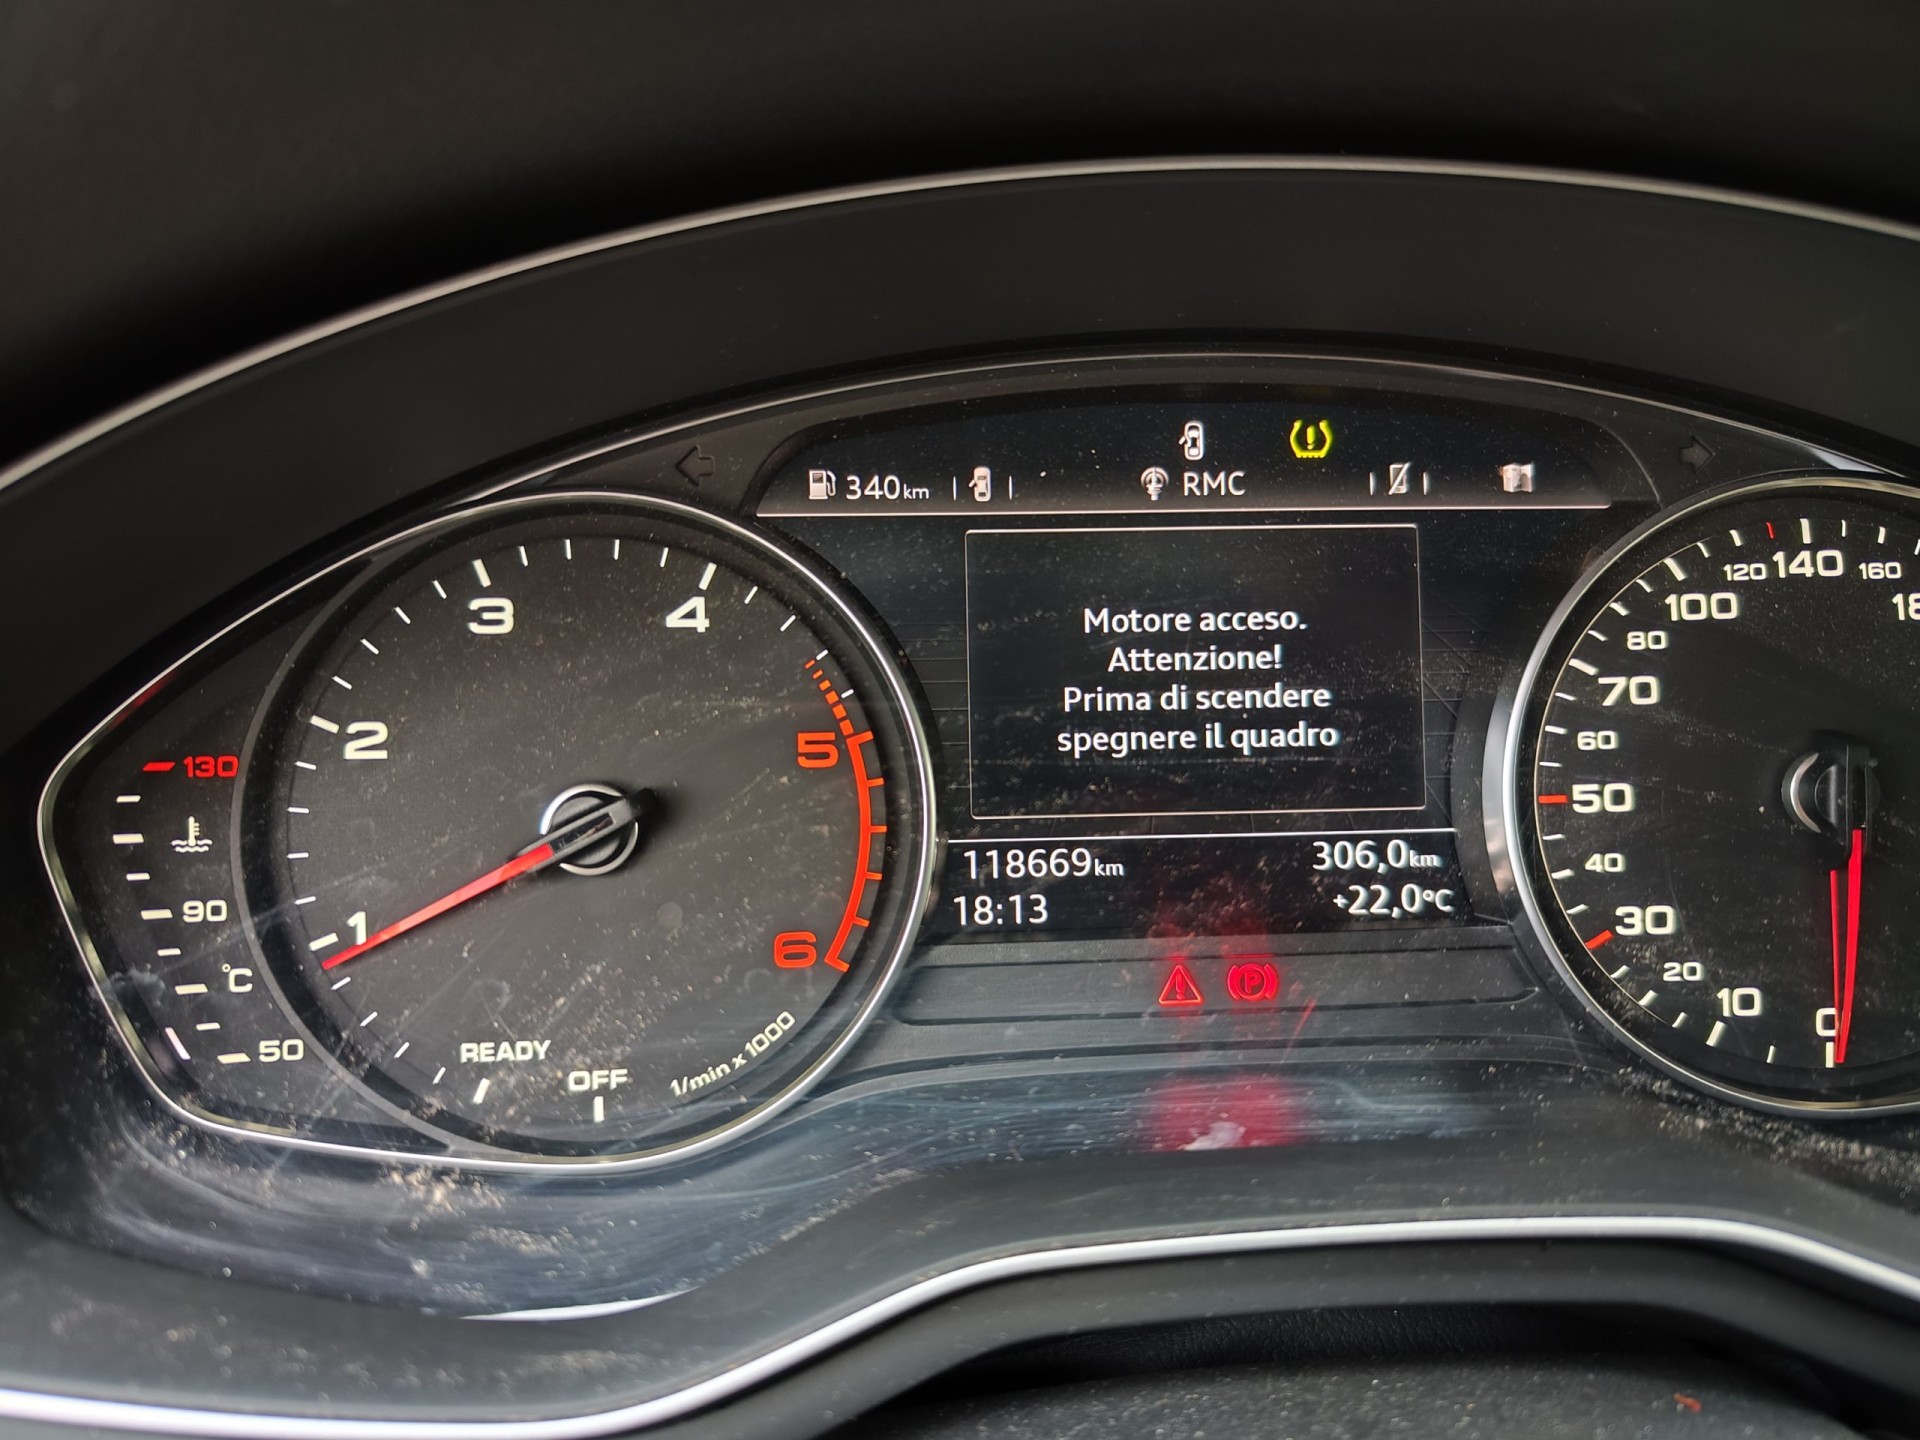 340km
RMC
Motore acceso.
Attenzione!
Prima di scendere
spegnere il quadro
118669km
306,0km
18:13
+22,0°C
1
2
3
4
5
6
READY
OFF
1/min x 1000
130
90
°C
50
0
10
20
30
40
50
60
70
80
100
120
140
160
P